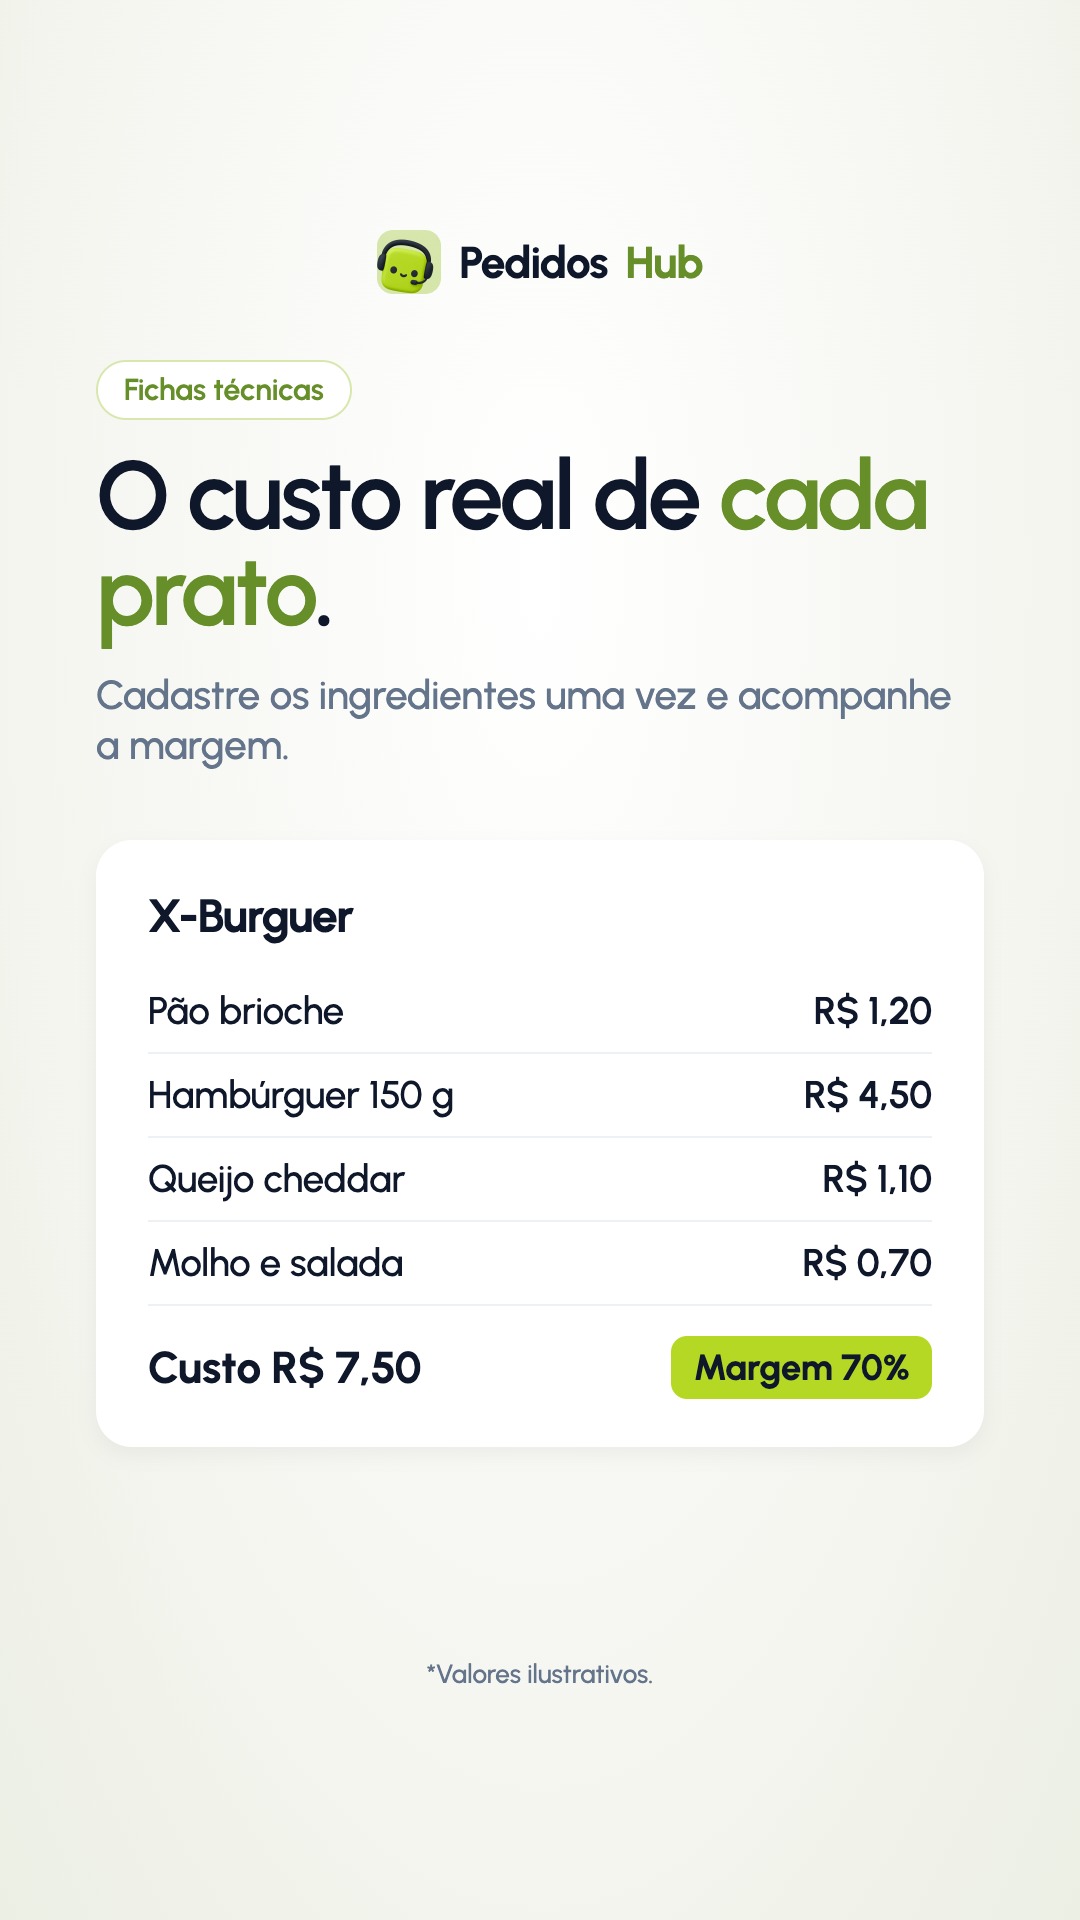 Pedidos Hub
Fichas técnicas
O custo real de cada
prato.
Cadastre os ingredientes uma vez e acompanhe
a margem.
X-Burguer
Pão brioche R$ 1,20
Hambúrguer 150 g R$ 4,50
Queijo cheddar R$ 1,10
Molho e salada R$ 0,70
Custo R$ 7,50 Margem 70%
*Valores ilustrativos.